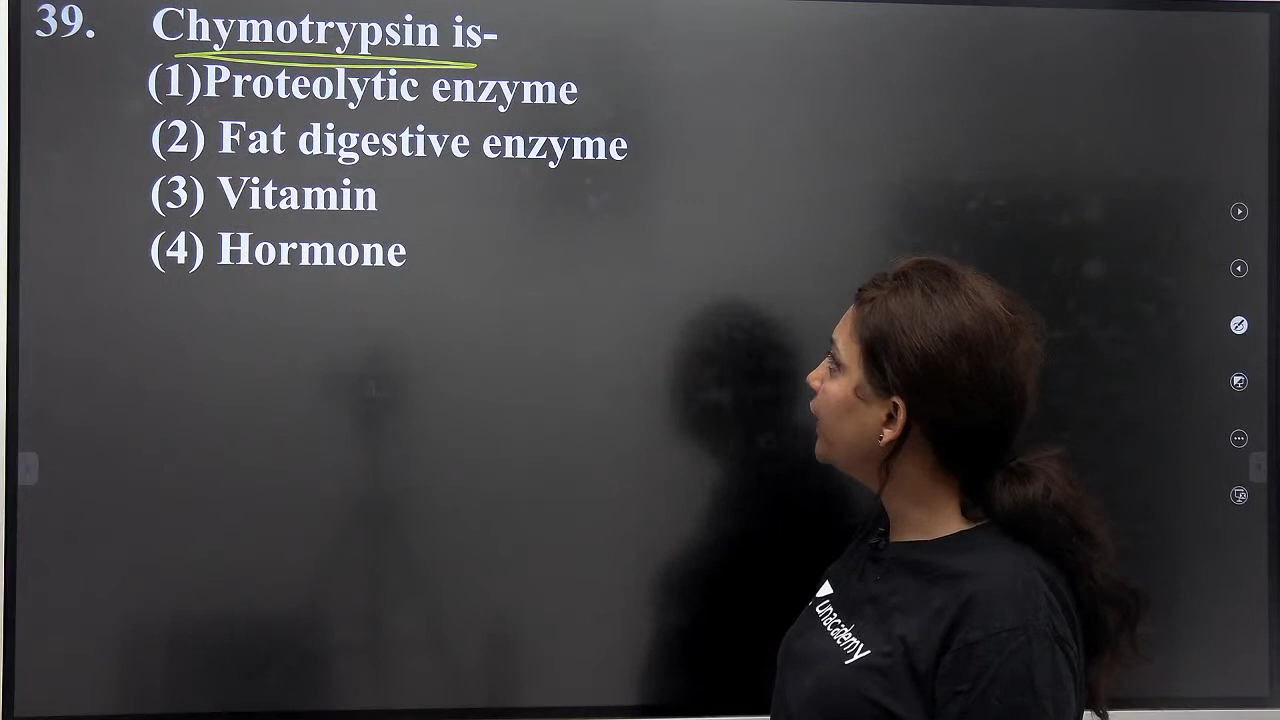 39. Chymotrypsin is-
(1)Proteolytic enzyme
(2) Fat digestive enzyme
(3) Vitamin
(4) Hormone
unacademy